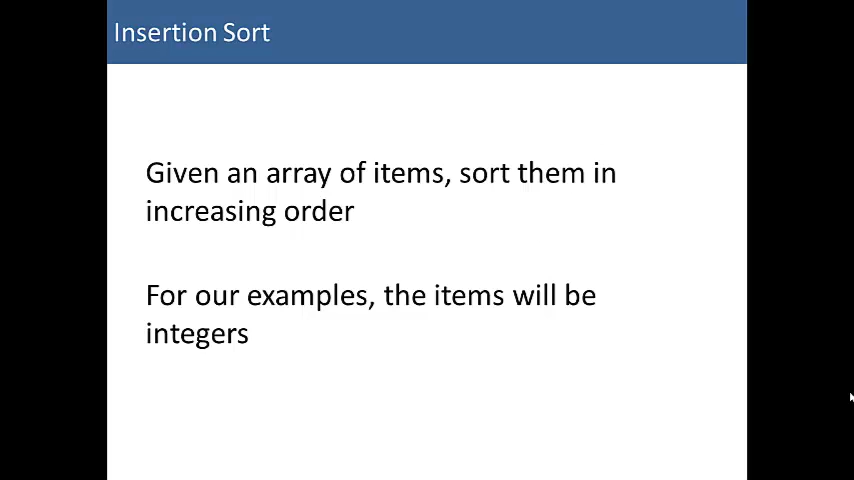 Insertion Sort
Given an array of items, sort them in
increasing order
For our examples, the items will be
integers